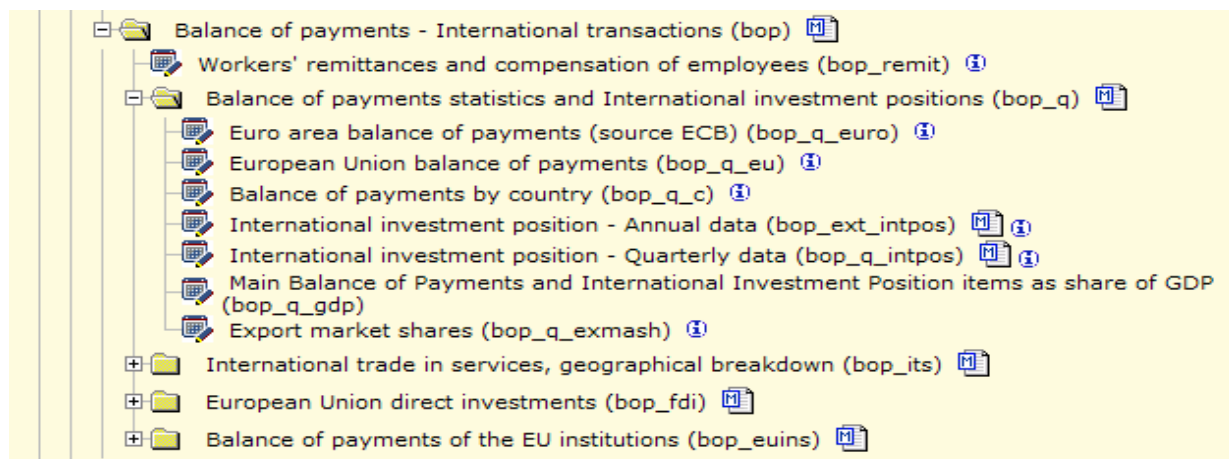 Balance of payments - International transactions (bop) M
Workers' remittances and compensation of employees (bop_remit) i
Balance of payments statistics and International investment positions (bop_q) M
Euro area balance of payments (source ECB) (bop_q_euro) i
European Union balance of payments (bop_q_eu) i
Balance of payments by country (bop_q_c) i
International investment position - Annual data (bop_ext_intpos) M i
International investment position - Quarterly data (bop_q_intpos) M i
Main Balance of Payments and International Investment Position items as share of GDP
(bop_q_gdp)
Export market shares (bop_q_exmash) i
International trade in services, geographical breakdown (bop_its) M
European Union direct investments (bop_fdi) M
Balance of payments of the EU institutions (bop_euins) M